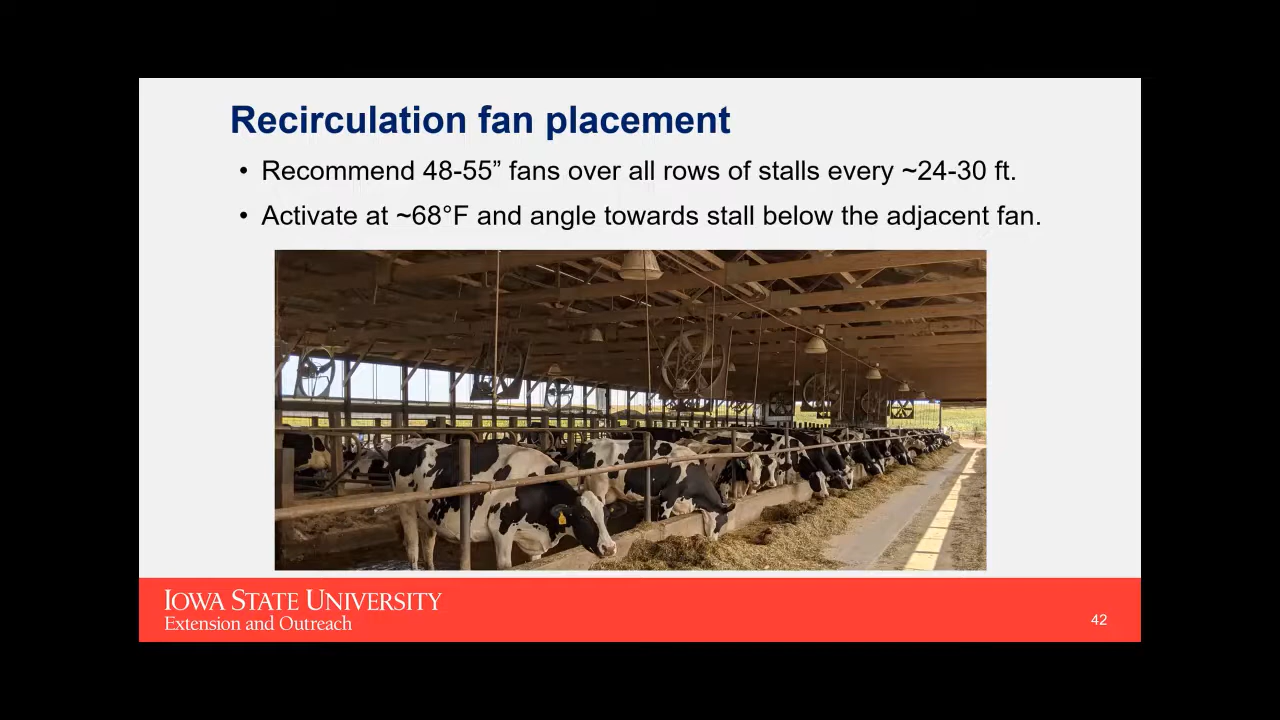 Recirculation fan placement
• Recommend 48-55” fans over all rows of stalls every ~24-30 ft.
• Activate at ~68°F and angle towards stall below the adjacent fan.
IOWA STATE UNIVERSITY
Extension and Outreach
42